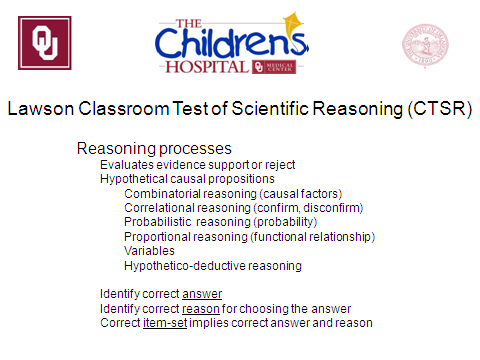 OU
THE
Children's
HOSPITAL OU MEDICAL CENTER
Lawson Classroom Test of Scientific Reasoning (CTSR)
Reasoning processes
Evaluates evidence support or reject
Hypothetical causal propositions
Combinatorial reasoning (causal factors)
Correlational reasoning (confirm, disconfirm)
Probabilistic reasoning (probability)
Proportional reasoning (functional relationship)
Variables
Hypothetico-deductive reasoning
Identify correct answer
Identify correct reason for choosing the answer
Correct item-set implies correct answer and reason